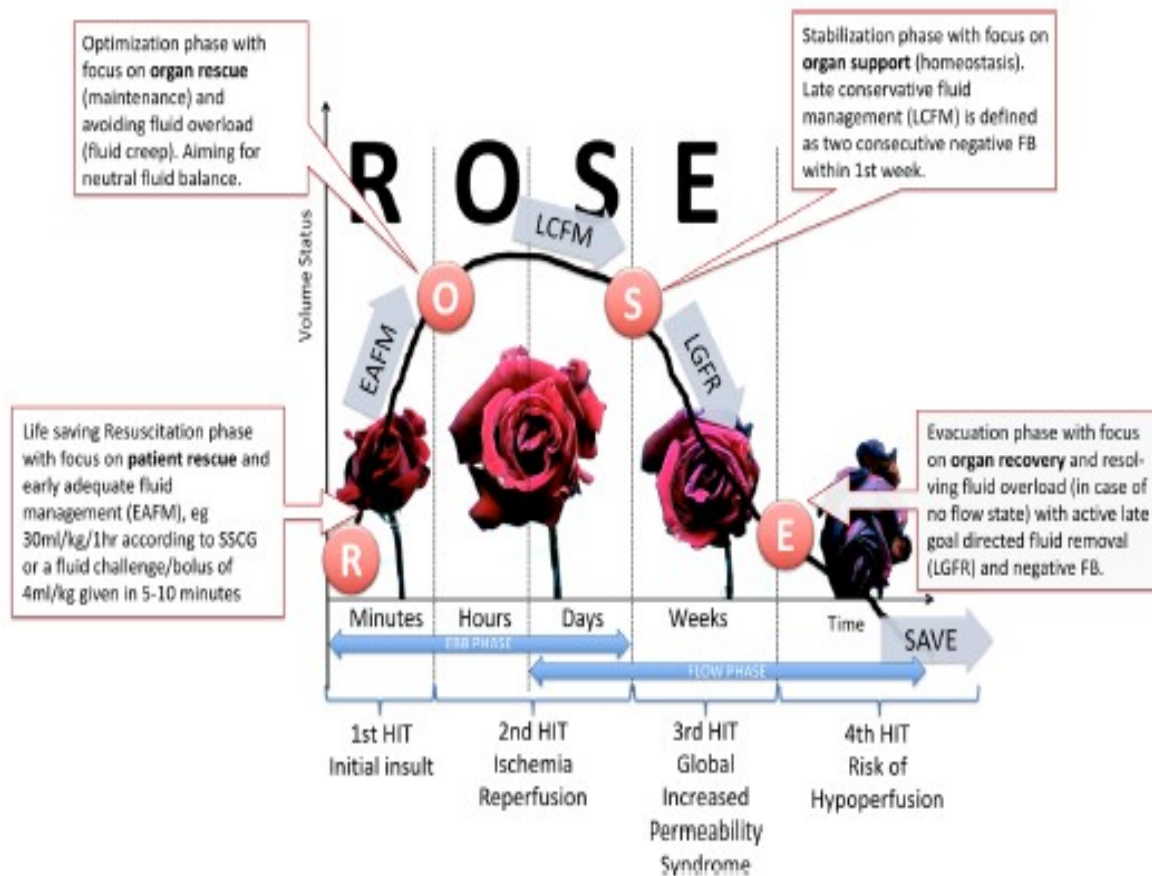 Optimization phase with
focus on organ rescue
(maintenance) and
avoiding fluid overload
(fluid creep). Aiming for
neutral fluid balance.
Stabilization phase with focus on
organ support (homeostasis).
Late conservative fluid
management (LCFM) is defined
as two consecutive negative FB
within 1st week.
R O S E
Volume Status
LCFM
O
S
EAFM
LGFR
Life saving Resuscitation phase
with focus on patient rescue and
early adequate fluid
management (EAFM), eg
30ml/kg/1hr according to SSCG
or a fluid challenge/bolus of
4ml/kg given in 5-10 minutes
R
E
Evacuation phase with focus
on organ recovery and resol-
ving fluid overload (in case of
no flow state) with active late
goal directed fluid removal
(LGFR) and negative FB.
Minutes
Hours
Days
Weeks
Time
SAVE
EBB PHASE
FLOW PHASE
1st HIT
Initial insult
2nd HIT
Ischemia
Reperfusion
3rd HIT
Global
Increased
Permeability
Syndrome
4th HIT
Risk of
Hypoperfusion